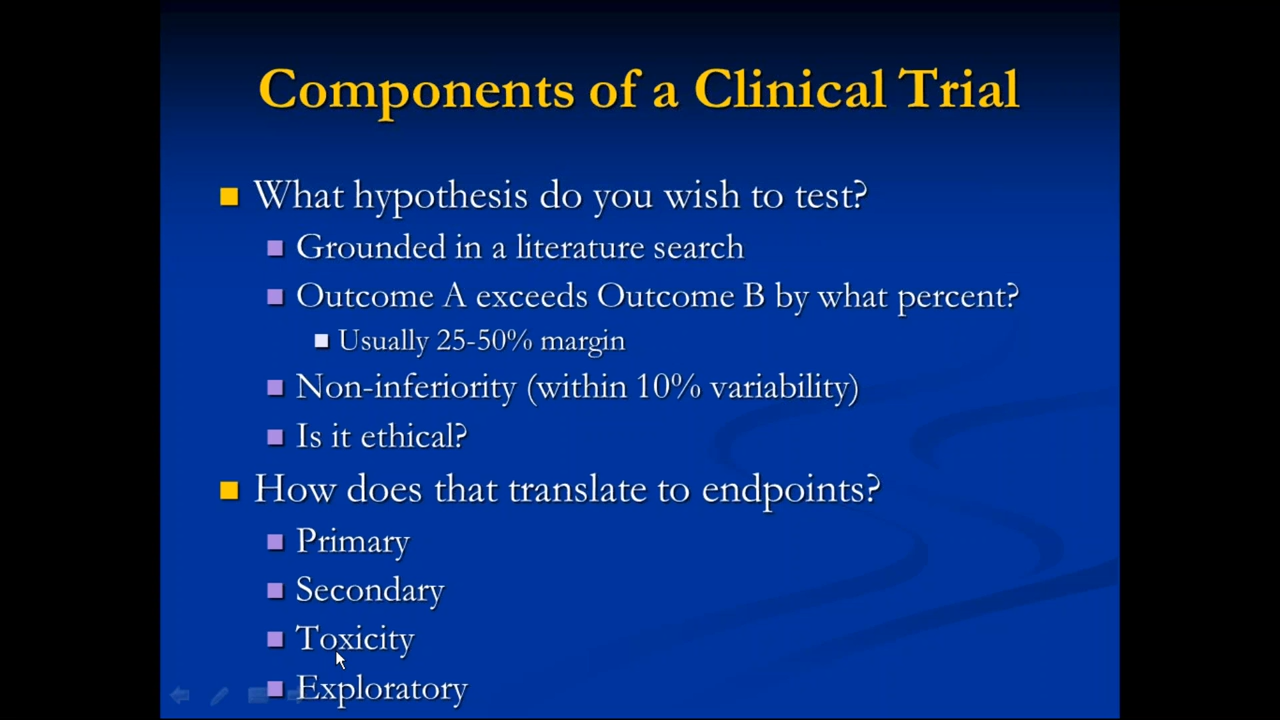 Components of a Clinical Trial
What hypothesis do you wish to test?
Grounded in a literature search
Outcome A exceeds Outcome B by what percent?
Usually 25-50% margin
Non-inferiority (within 10% variability)
Is it ethical?
How does that translate to endpoints?
Primary
Secondary
Toxicity
Exploratory